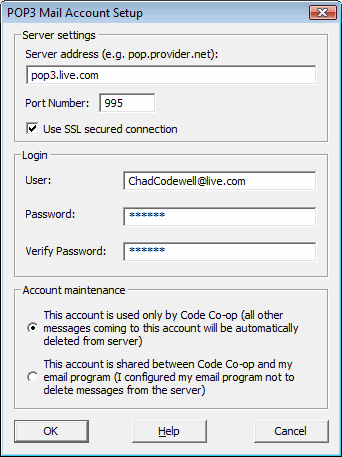 POP3 Mail Account Setup
Server settings
Server address (e.g. pop.provider.net):
pop3.live.com
Port Number: 995
Use SSL secured connection
Login
User: ChadCodewell@live.com
Password: ******
Verify Password: ******
Account maintenance
This account is used only by Code Co-op (all other
messages coming to this account will be automatically
deleted from server)
This account is shared between Code Co-op and my
email program (I configured my email program not to
delete messages from the server)
OK Help Cancel